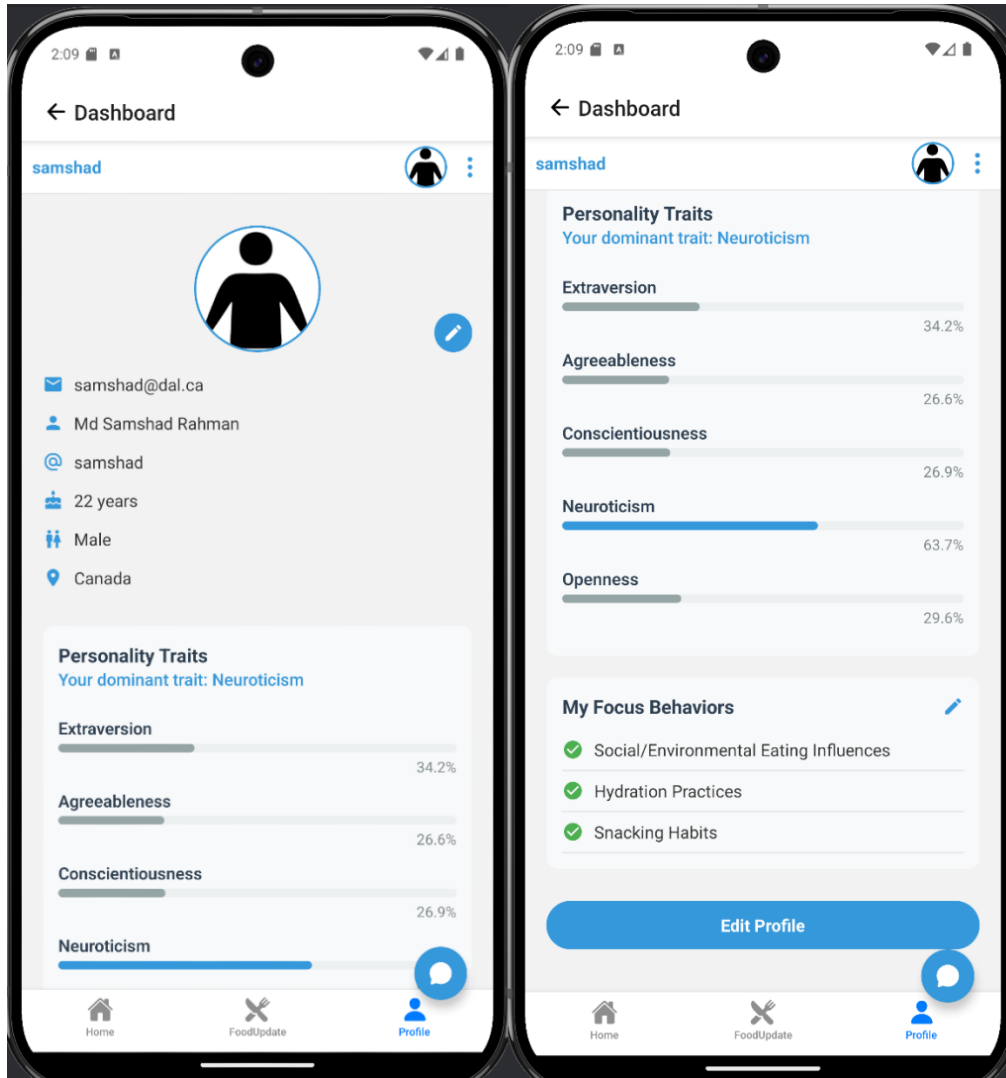 2:09
← Dashboard
samshad
samshad@dal.ca
Md Samshad Rahman
samshad
22 years
Male
Canada
Personality Traits
Your dominant trait: Neuroticism
Extraversion
34.2%
Agreeableness
26.6%
Conscientiousness
26.9%
Neuroticism
Home
FoodUpdate
Profile
2:09
← Dashboard
samshad
Personality Traits
Your dominant trait: Neuroticism
Extraversion
34.2%
Agreeableness
26.6%
Conscientiousness
26.9%
Neuroticism
63.7%
Openness
29.6%
My Focus Behaviors
Social/Environmental Eating Influences
Hydration Practices
Snacking Habits
Edit Profile
Home
FoodUpdate
Profile